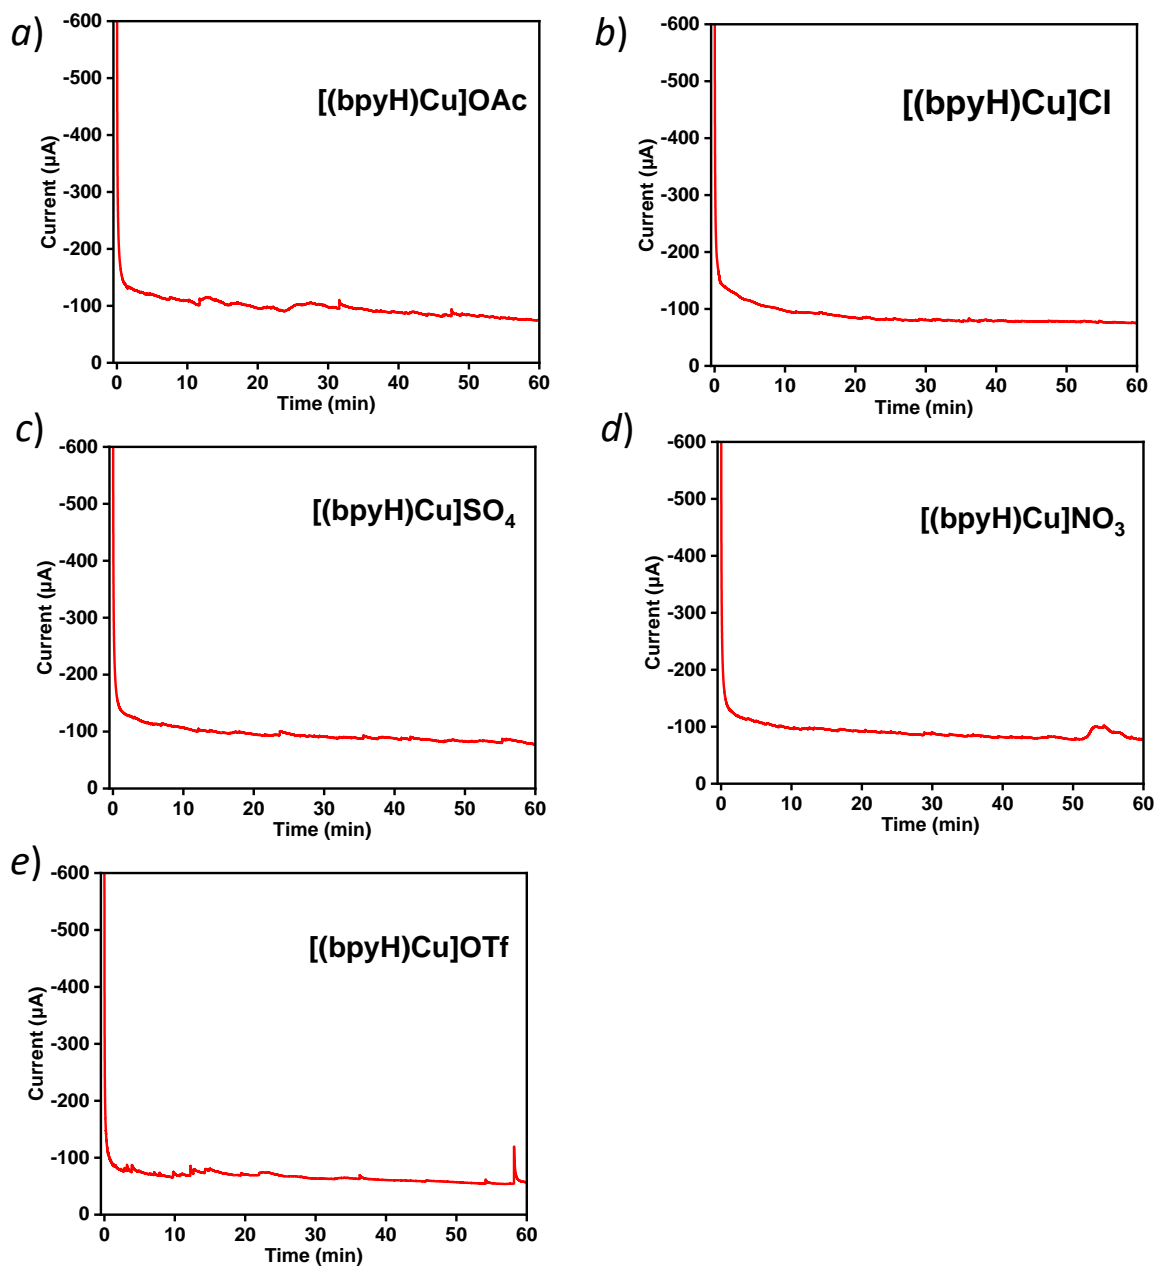 a)
-600
-500
-400
-300
-200
-100
0
Current (µA)
[(bpyH)Cu]OAc
0 10 20 30 40 50 60
Time (min)
b)
-600
-500
-400
-300
-200
-100
0
Current (µA)
[(bpyH)Cu]Cl
0 10 20 30 40 50 60
Time (min)
c)
-600
-500
-400
-300
-200
-100
0
Current (µA)
[(bpyH)Cu]SO₄
0 10 20 30 40 50 60
Time (min)
d)
-600
-500
-400
-300
-200
-100
0
Current (µA)
[(bpyH)Cu]NO₃
0 10 20 30 40 50 60
Time (min)
e)
-600
-500
-400
-300
-200
-100
0
Current (µA)
[(bpyH)Cu]OTf
0 10 20 30 40 50 60
Time (min)